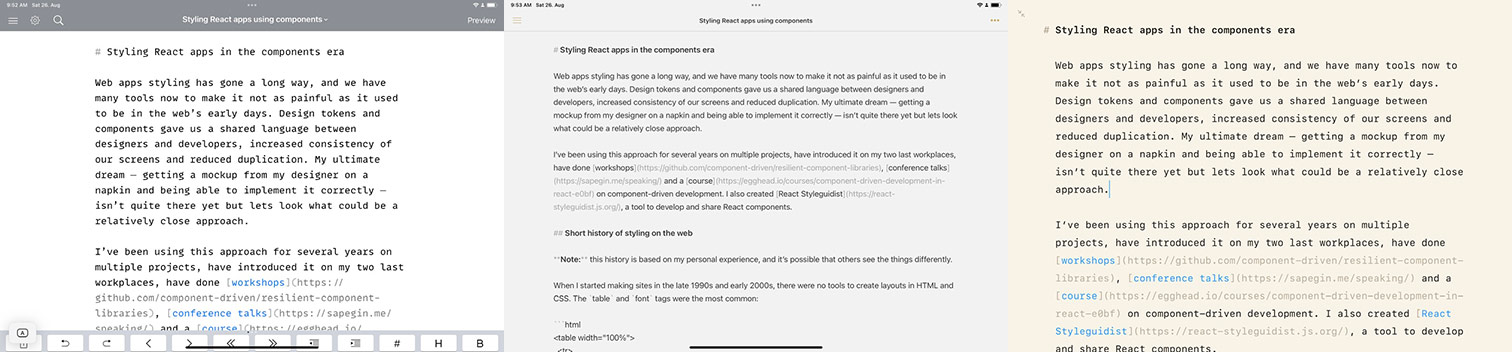 9:52 AM Sat 26. Aug
Styling React apps using components
Preview
# Styling React apps in the components era
Web apps styling has gone a long way, and we have
many tools now to make it not as painful as it used
to be in the web’s early days. Design tokens and
components gave us a shared language between
designers and developers, increased consistency of
our screens and reduced duplication. My ultimate
dream — getting a mockup from my designer on a
napkin and being able to implement it correctly —
isn’t quite there yet but lets look what could be a
relatively close approach.
I’ve been using this approach for several years on
multiple projects, have introduced it on my two last
workplaces, have done [workshops](https://
github.com/component-driven/resilient-component-
libraries), [conference talks](https://sapegin.me/
speaking/) and a [course](https://egghead.io/
A
# H B
9:53 AM Sat 26. Aug
Styling React apps using components
# Styling React apps in the components era
Web apps styling has gone a long way, and we have many tools now to make it not as painful as it used to be in
the web’s early days. Design tokens and components gave us a shared language between designers and
developers, increased consistency of our screens and reduced duplication. My ultimate dream — getting a
mockup from my designer on a napkin and being able to implement it correctly — isn’t quite there yet but lets look
what could be a relatively close approach.
I’ve been using this approach for several years on multiple projects, have introduced it on my two last workplaces,
have done [workshops](https://github.com/component-driven/resilient-component-libraries), [conference talks]
(https://sapegin.me/speaking/) and a [course](https://egghead.io/courses/component-driven-development-in-
react-e0bf) on component-driven development. I also created [React Styleguidist](https://react-
styleguidist.js.org/), a tool to develop and share React components.
## Short history of styling on the web
**Note:** this history is based on my personal experience, and it’s possible that others see the things differently.
When I started making sites in the late 1990s and early 2000s, there were no tools to create layouts in HTML and
CSS. The `table` and `font` tags were the most common:
```html
<table width="100%">
<tr>
# Styling React apps in the components era
Web apps styling has gone a long way, and we have many tools now to
make it not as painful as it used to be in the web’s early days.
Design tokens and components gave us a shared language between
designers and developers, increased consistency of our screens and
reduced duplication. My ultimate dream — getting a mockup from my
designer on a napkin and being able to implement it correctly —
isn’t quite there yet but lets look what could be a relatively close
approach.
I’ve been using this approach for several years on multiple
projects, have introduced it on my two last workplaces, have done
[workshops](https://github.com/component-driven/resilient-component-
libraries), [conference talks](https://sapegin.me/speaking/) and a
[course](https://egghead.io/courses/component-driven-development-in-
react-e0bf) on component-driven development. I also created [React
Styleguidist](https://react-styleguidist.js.org/), a tool to develop
and share React components.